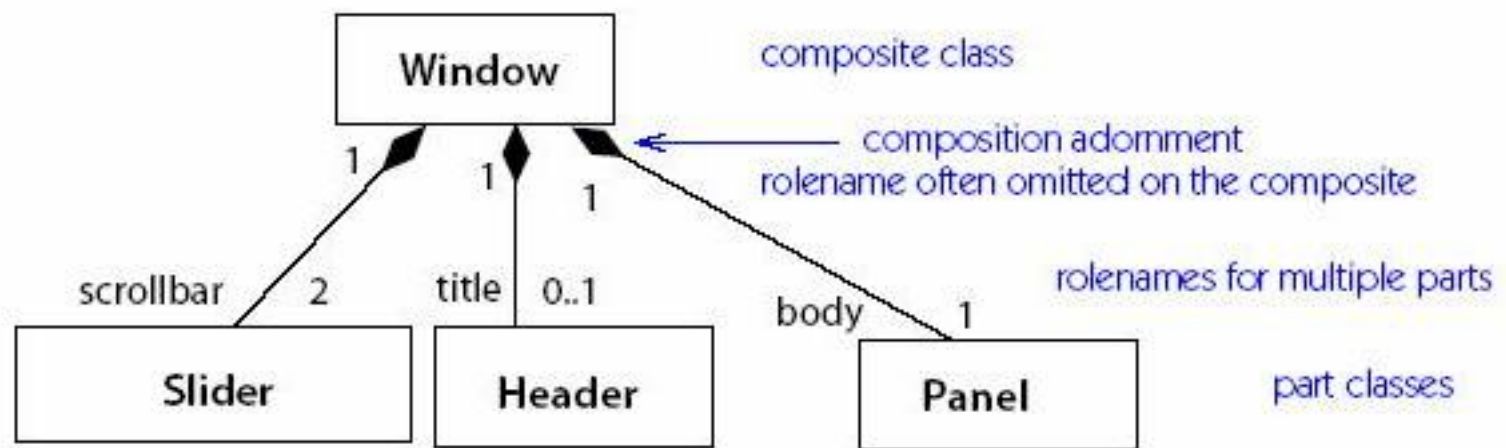 Window
composite class
composition adornment
rolename often omitted on the composite
1
1
1
scrollbar
2
title
0..1
body
1
rolenames for multiple parts
Slider
Header
Panel
part classes